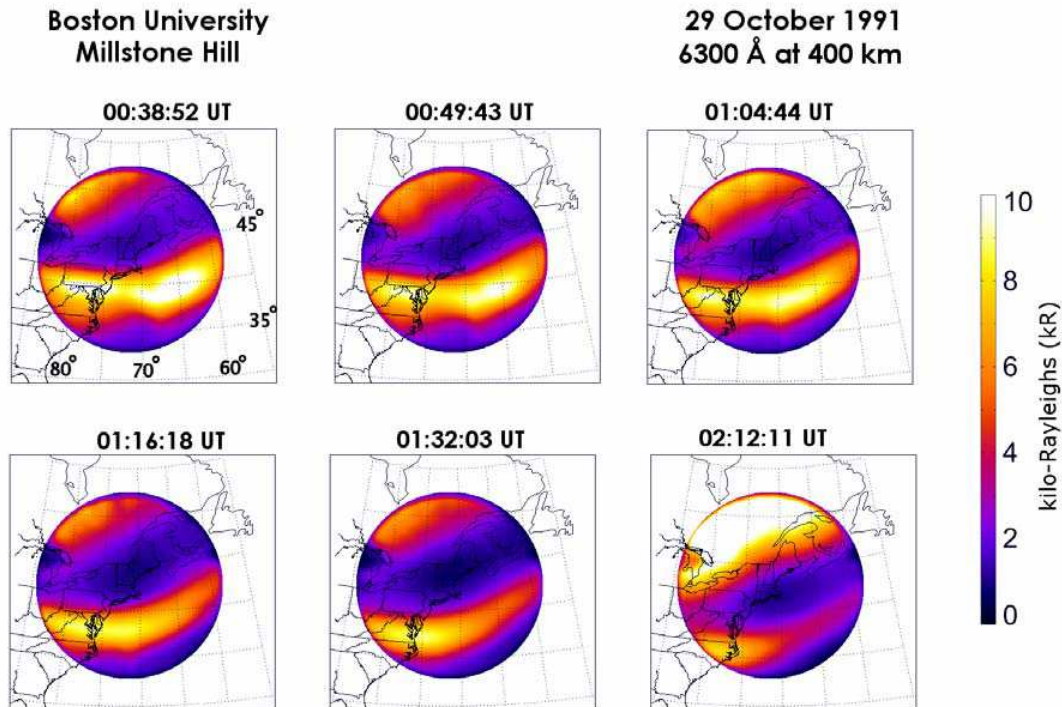 Boston University
Millstone Hill
29 October 1991
6300 Å at 400 km
00:38:52 UT
00:49:43 UT
01:04:44 UT
45°
35°
80°
70°
60°
01:16:18 UT
01:32:03 UT
02:12:11 UT
10
8
6
4
2
0
kilo-Rayleighs (kR)